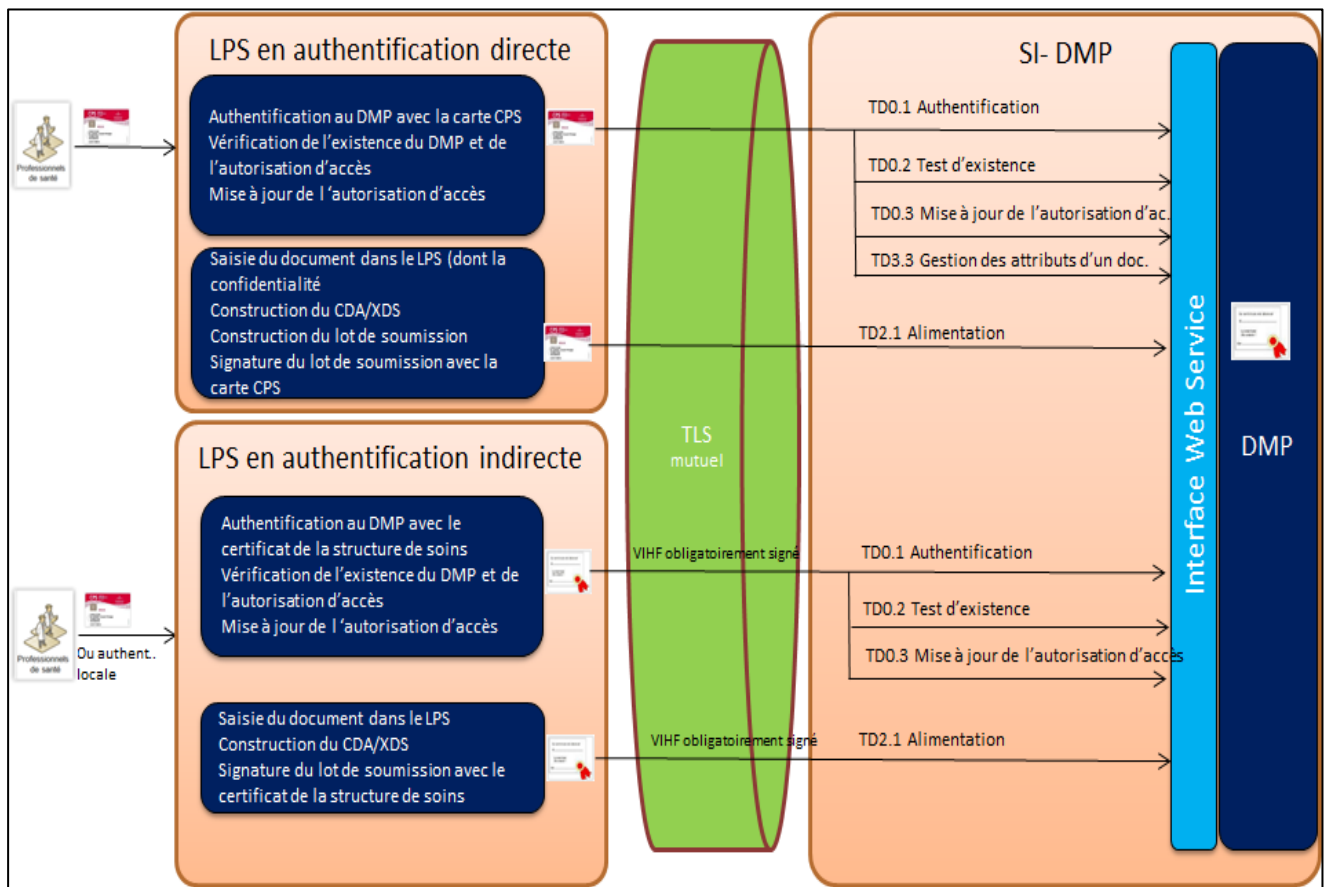 LPS en authentification directe
Professionnels
de santé
Authentification au DMP avec la carte CPS
Vérification de l'existence du DMP et de
l'autorisation d'accès
Mise à jour de l 'autorisation d'accès
Saisie du document dans le LPS (dont la
confidentialité
Construction du CDA/XDS
Construction du lot de soumission
Signature du lot de soumission avec la
carte CPS
LPS en authentification indirecte
Professionnels
de santé
Ou authent..
locale
Authentification au DMP avec le
certificat de la structure de soins
Vérification de l'existence du DMP et de
l'autorisation d'accès
Mise à jour de l 'autorisation d'accès
Saisie du document dans le LPS
Construction du CDA/XDS
Signature du lot de soumission avec le
certificat de la structure de soins
TLS
mutuel
VIHF obligatoirement signé
VIHF obligatoirement signé
SI- DMP
TD0.1 Authentification
TD0.2 Test d'existence
TD0.3 Mise à jour de l'autorisation d'ac.
TD3.3 Gestion des attributs d'un doc.
TD2.1 Alimentation
TD0.1 Authentification
TD0.2 Test d'existence
TD0.3 Mise à jour de l'autorisation d'accès
TD2.1 Alimentation
Interface Web Service
DMP